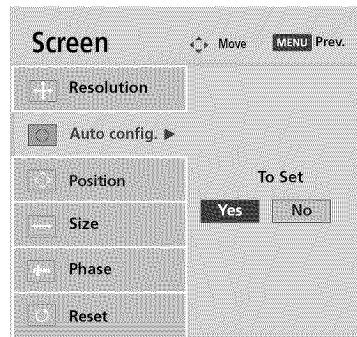 Screen Move MENU Prev.
Resolution
Auto config. ▶
Position
To Set
Yes No
Size
Phase
Reset